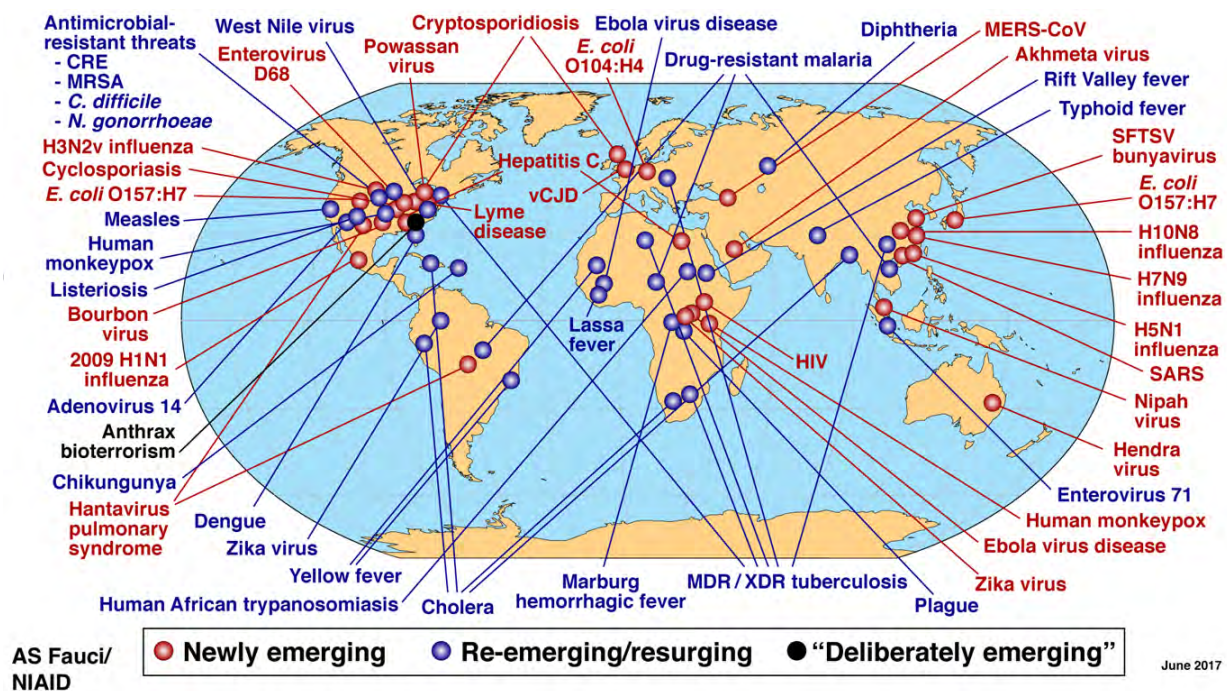 Antimicrobial-
resistant threats
- CRE
- MRSA
- C. difficile
- N. gonorrhoeae
West Nile virus
Enterovirus
D68
Powassan
virus
Cryptosporidiosis
E. coli
O104:H4
Ebola virus disease
Drug-resistant malaria
Diphtheria
MERS-CoV
Akhmeta virus
Rift Valley fever
Typhoid fever
SFTSV
bunyavirus
E. coli
O157:H7
H10N8
influenza
H7N9
influenza
H5N1
influenza
SARS
Nipah
virus
Hendra
virus
Enterovirus 71
Human monkeypox
Ebola virus disease
Zika virus
Plague
MDR / XDR tuberculosis
Marburg
hemorrhagic fever
Cholera
Human African trypanosomiasis
Yellow fever
Zika virus
Dengue
Hantavirus
pulmonary
syndrome
Chikungunya
Anthrax
bioterrorism
Adenovirus 14
2009 H1N1
influenza
Bourbon
virus
Listeriosis
Human
monkeypox
Measles
E. coli O157:H7
Cyclosporiasis
H3N2v influenza
Hepatitis C
vCJD
Lyme
disease
Lassa
fever
HIV
AS Fauci/
NIAID
Newly emerging
Re-emerging/resurging
“Deliberately emerging”
June 2017